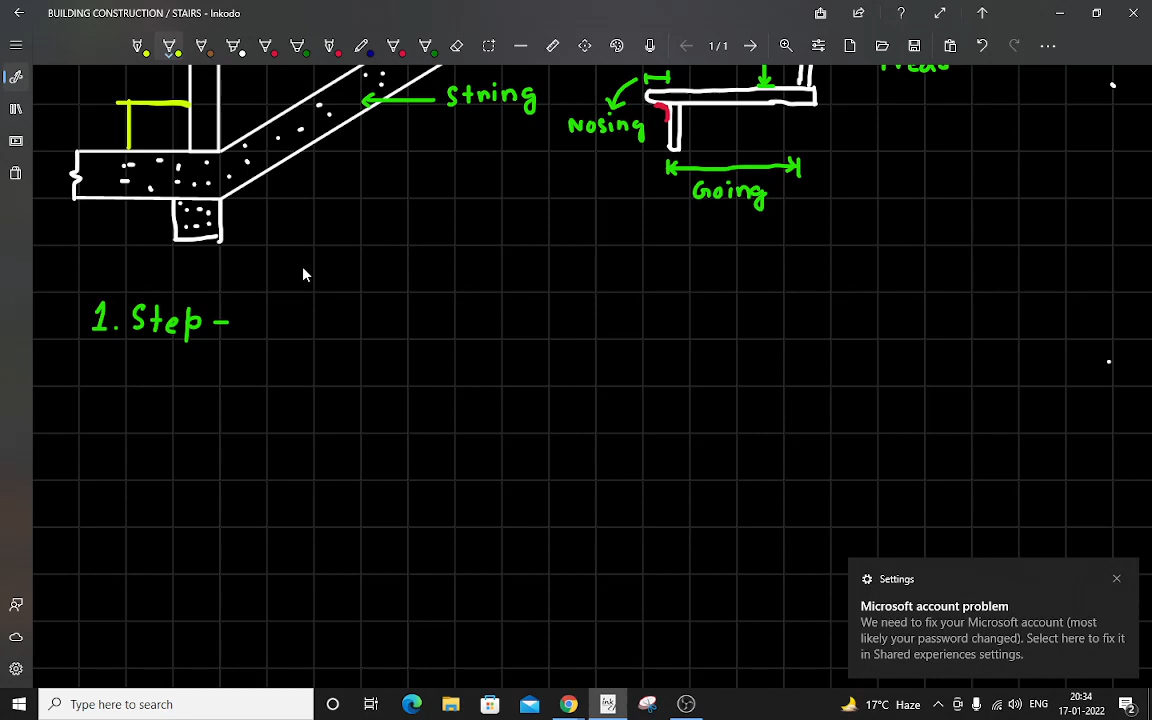 BUILDING CONSTRUCTION / STAIRS - Inkodo
1/1
String
Nosing
Going
1. Step -
Settings
Microsoft account problem
We need to fix your Microsoft account (most
likely your password changed). Select here to fix it
in Shared experiences settings.
Type here to search
17°C Haze
ENG
20:34
17-01-2022
2